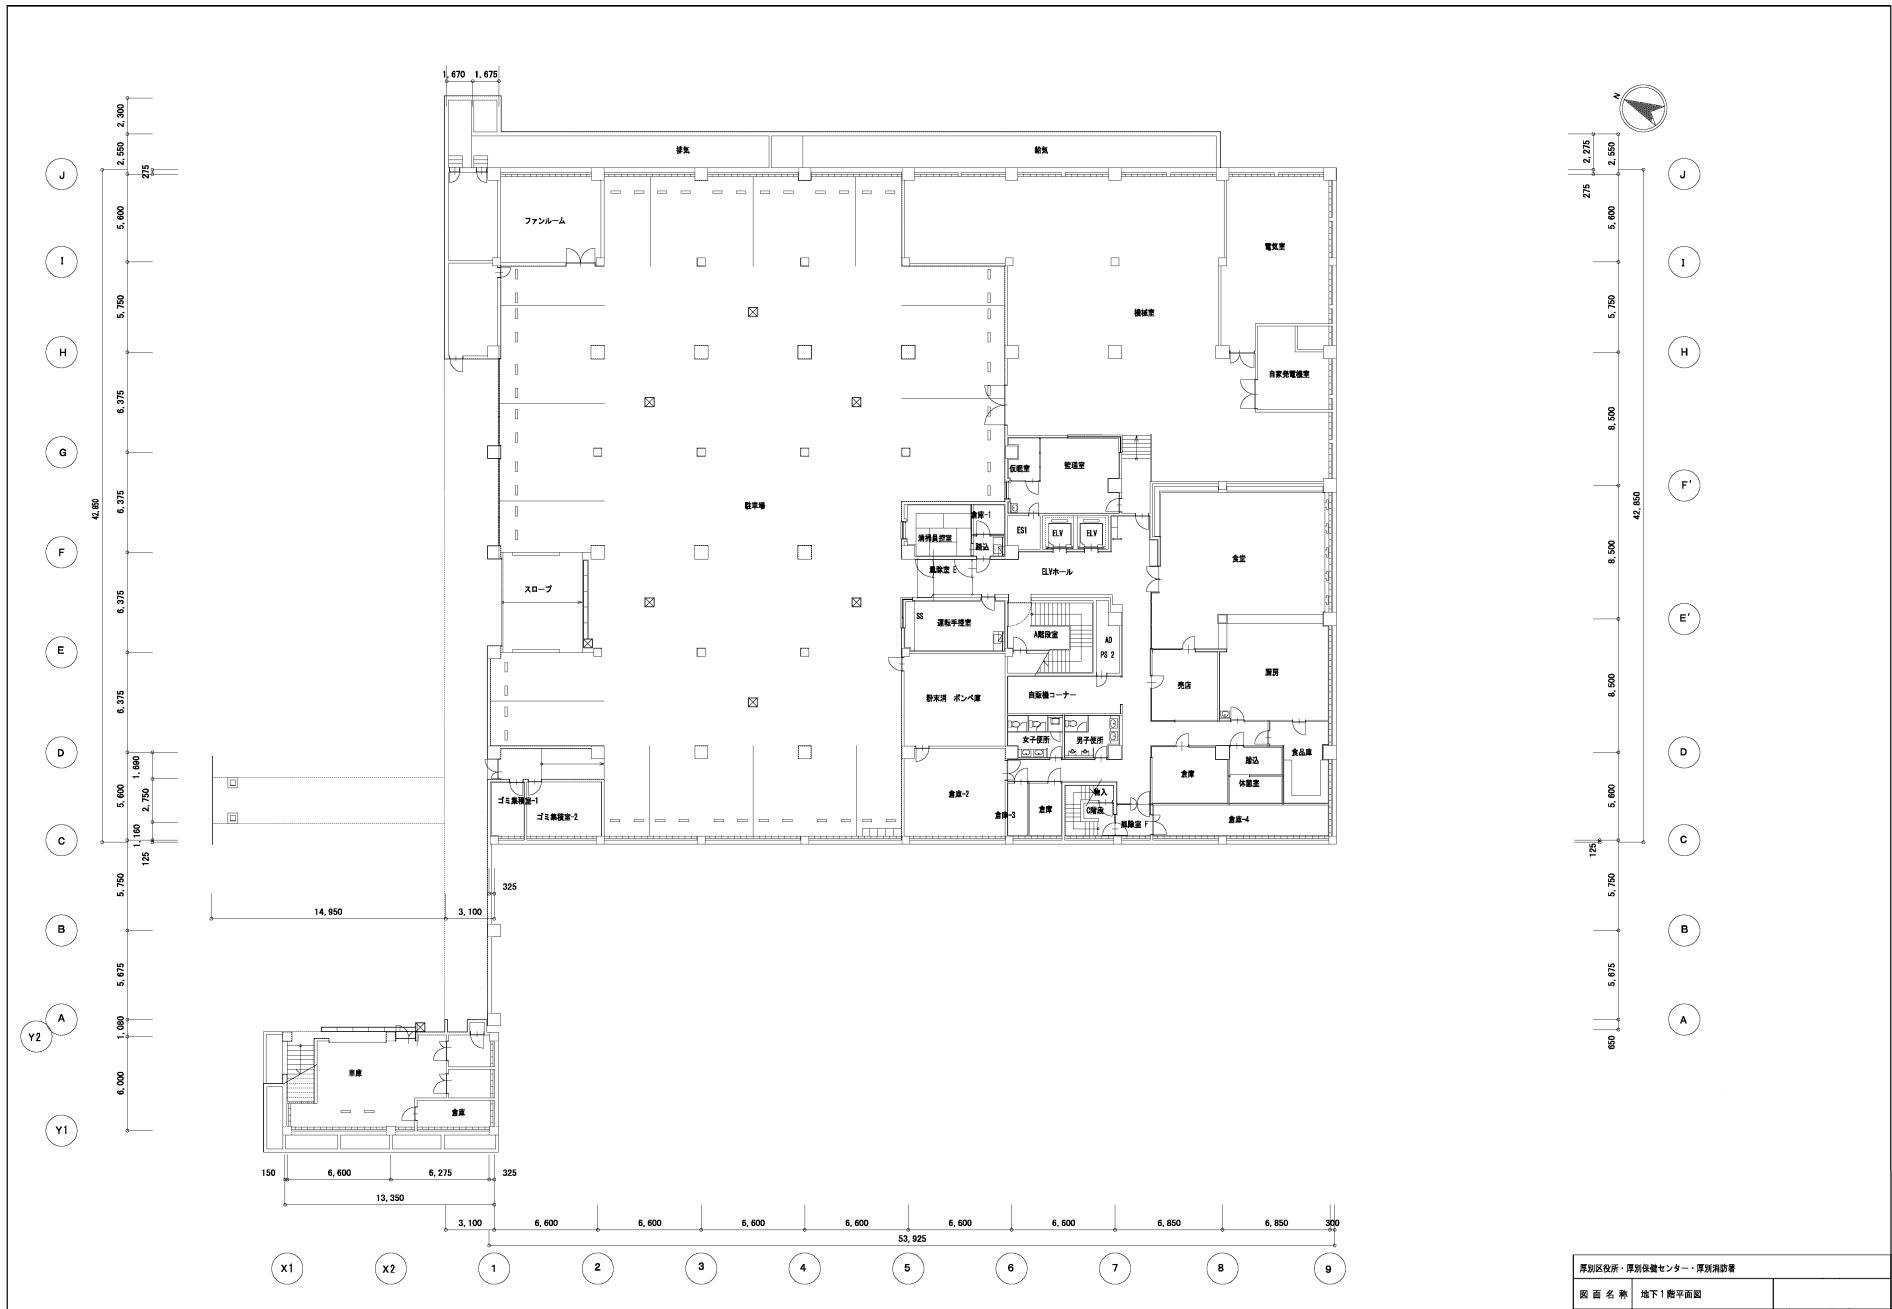 1,670 1,675
N
2,300
2,550
275
5,600
5,750
6,375
6,375
6,375
6,375
5,600
5,750
5,675
1,080
6,000
42,850
1,690
2,750
1,160
125
J
I
H
G
F
E
D
C
B
A
Y2
Y1
排気
給気
ファンルーム
電気室
機械室
自家発電機室
仮眠室
監理室
駐車場
倉庫-1
清掃員控室
踏込
ES1
ELV
ELV
食堂
風除室 E
ELVホール
スロープ
SS
運転手控室
A階段室
AD
PS 2
厨房
売店
粉末消 ボンベ庫
自販機コーナー
女子便所
男子便所
食品庫
倉庫
踏込
休憩室
ゴミ集積室-1
ゴミ集積室-2
倉庫-2
倉庫-3
倉庫
物入
C階段
風除室 F
倉庫-4
325
14,950
3,100
車庫
倉庫
150
6,600
6,275
325
13,350
3,100
6,600
6,600
6,600
6,600
6,600
6,600
6,850
6,850
300
53,925
X1
X2
1
2
3
4
5
6
7
8
9
2,275
2,550
275
5,600
5,750
8,500
8,500
8,500
5,600
5,750
5,675
650
42,850
125
J
I
H
F'
E'
D
C
B
A
厚別区役所・厚別保健センター・厚別消防署
図面名称
地下1階平面図